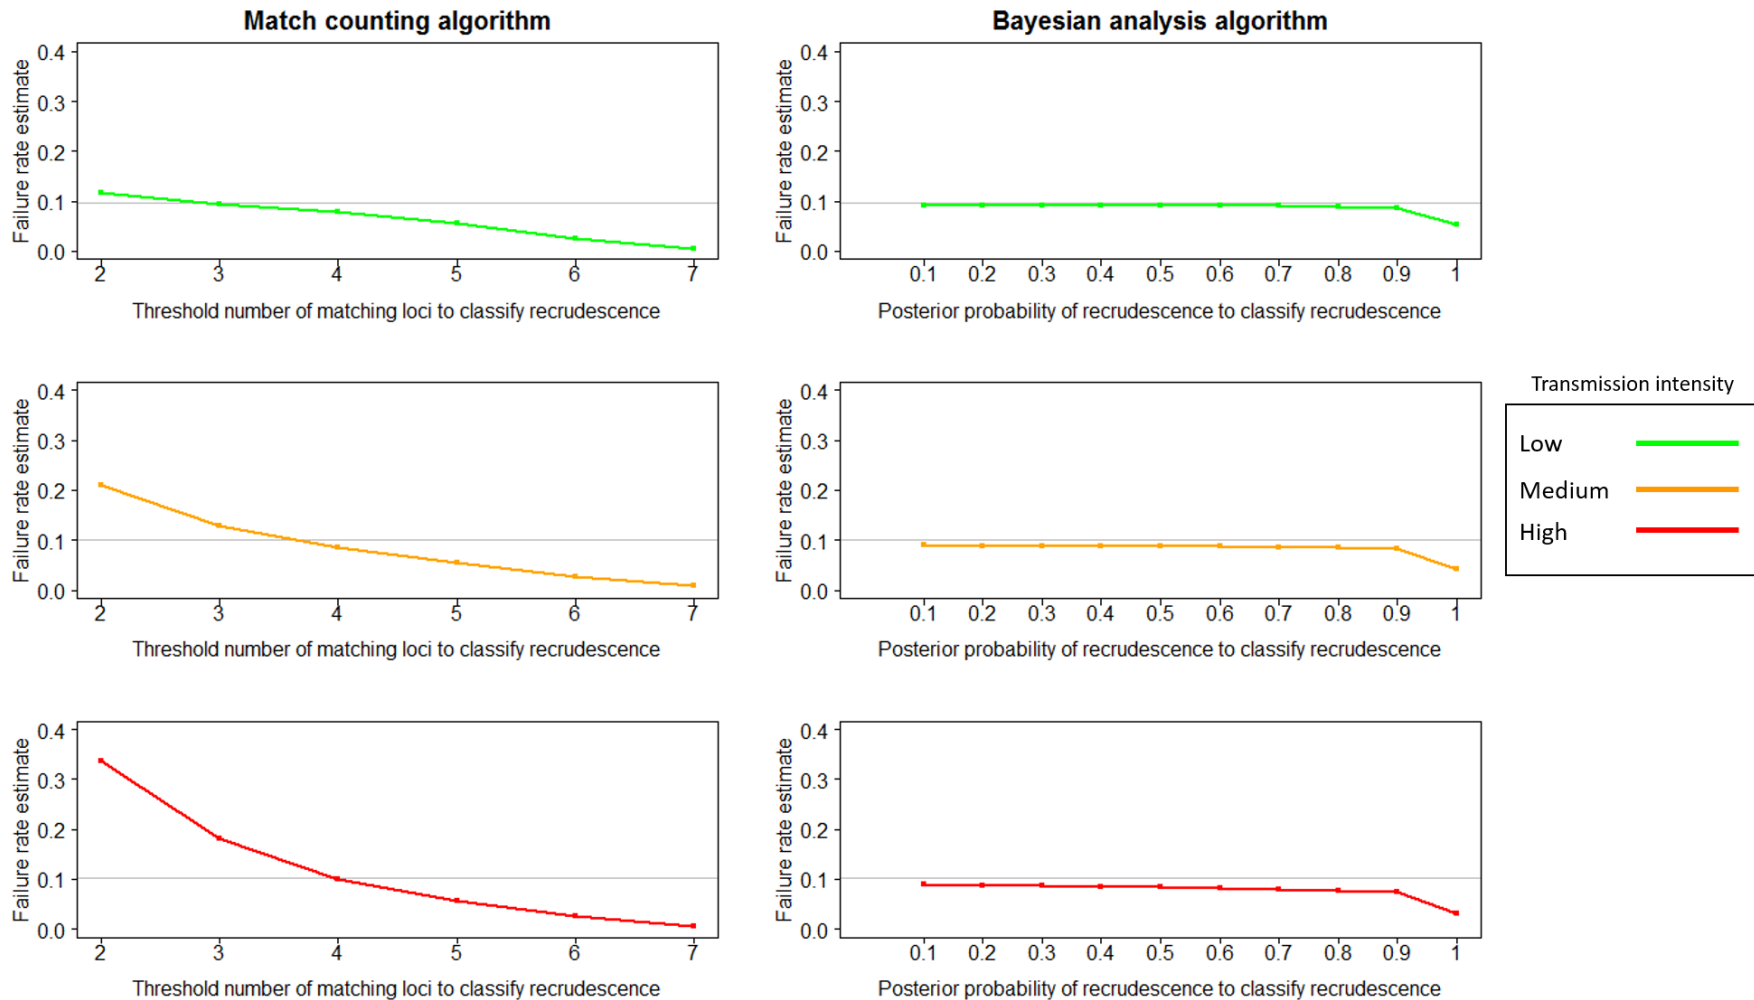 Match counting algorithm
Bayesian analysis algorithm
Failure rate estimate
0.4
0.3
0.2
0.1
0.0
2 3 4 5 6 7
Threshold number of matching loci to classify recrudescence
Failure rate estimate
0.4
0.3
0.2
0.1
0.0
0.1 0.2 0.3 0.4 0.5 0.6 0.7 0.8 0.9 1
Posterior probability of recrudescence to classify recrudescence
Failure rate estimate
0.4
0.3
0.2
0.1
0.0
2 3 4 5 6 7
Threshold number of matching loci to classify recrudescence
Failure rate estimate
0.4
0.3
0.2
0.1
0.0
0.1 0.2 0.3 0.4 0.5 0.6 0.7 0.8 0.9 1
Posterior probability of recrudescence to classify recrudescence
Transmission intensity
Low
Medium
High
Failure rate estimate
0.4
0.3
0.2
0.1
0.0
2 3 4 5 6 7
Threshold number of matching loci to classify recrudescence
Failure rate estimate
0.4
0.3
0.2
0.1
0.0
0.1 0.2 0.3 0.4 0.5 0.6 0.7 0.8 0.9 1
Posterior probability of recrudescence to classify recrudescence